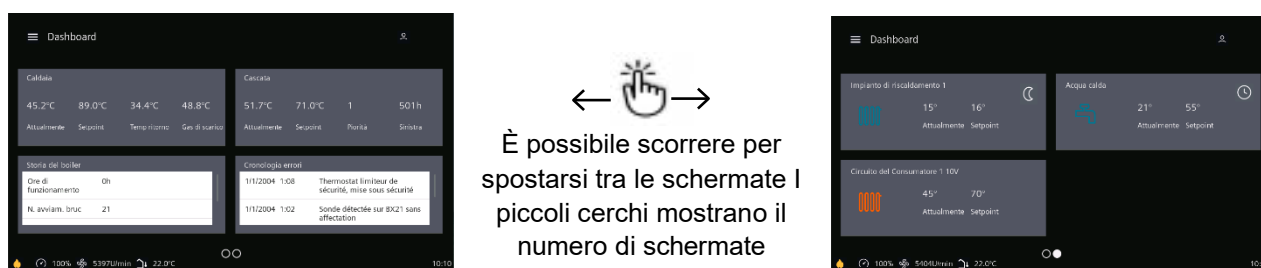 Dashboard
Caldaia
45.2°C 89.0°C 34.4°C 48.8°C
Attualmente Setpoint Temp ritorno Gas di scarico
Cascata
51.7°C 71.0°C 1 501h
Attualmente Setpoint Piorità Sinistra
Storia del boiler
Ore di
funzionamento 0h
N. avviam. bruc 21
Cronologia errori
1/1/2004 1:08 Thermostat limiteur de
sécurité, mise sous sécurité
1/1/2004 1:02 Sonde détectée sur BX21 sans
affectation
100% 5397U/min 22.0°C 10:10
È possibile scorrere per
spostarsi tra le schermate I
piccoli cerchi mostrano il
numero di schermate
Dashboard
Impianto di riscaldamento 1
15° 16°
Attualmente Setpoint
Acqua calda
21° 55°
Attualmente Setpoint
Circuito del Consumatore 1 10V
45° 70°
Attualmente Setpoint
100% 5404U/min 22.0°C 10: